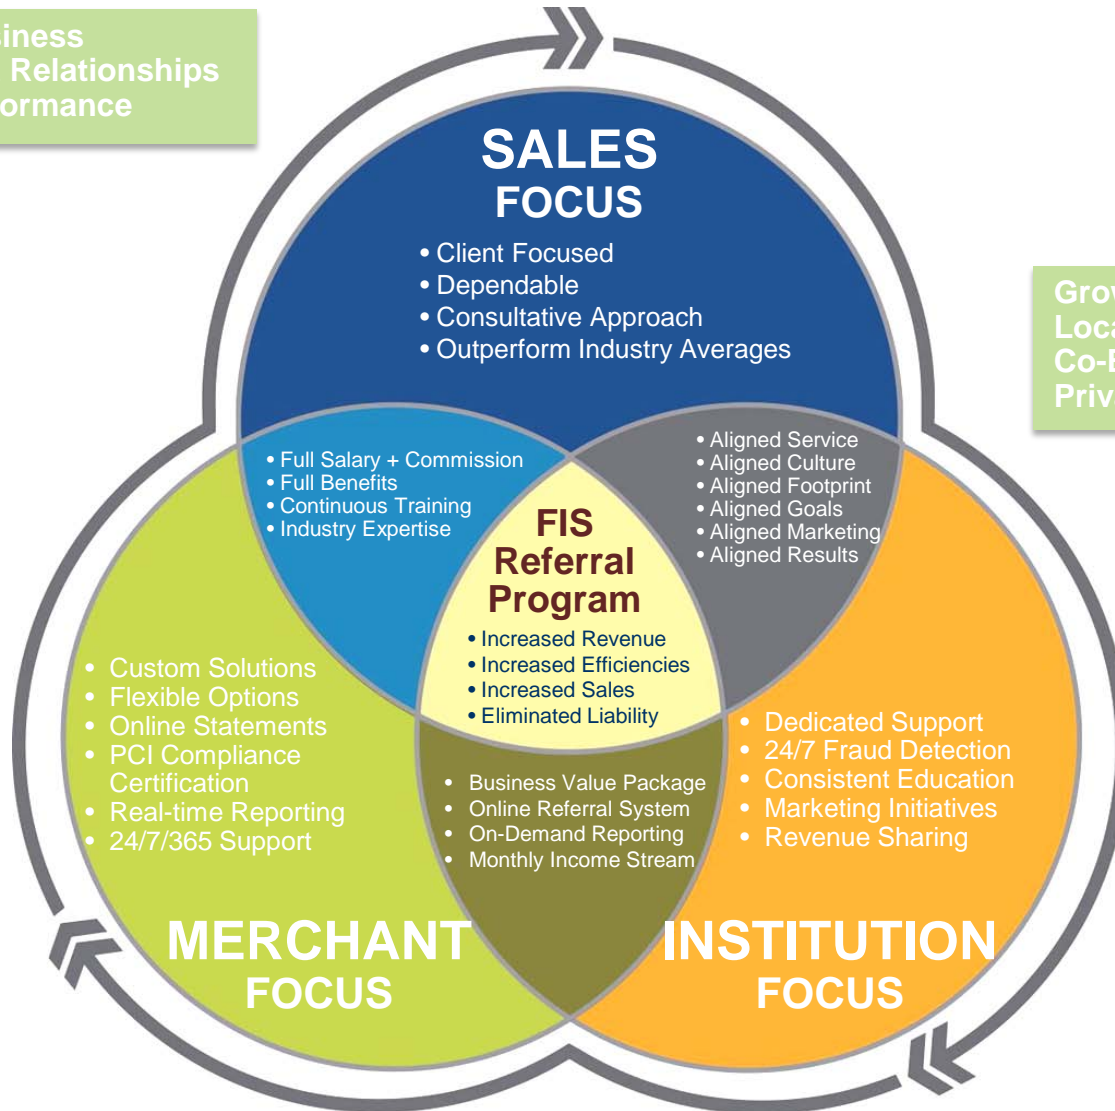 Relationships
SALES
FOCUS
• Client Focused
• Dependable
• Consultative Approach
• Outperform Industry Averages
• Full Salary + Commission
• Full Benefits
• Continuous Training
• Industry Expertise
• Aligned Service
• Aligned Culture
• Aligned Footprint
• Aligned Goals
• Aligned Marketing
• Aligned Results
FIS
Referral
Program
• Increased Revenue
• Increased Efficiencies
• Increased Sales
• Eliminated Liability
• Custom Solutions
• Flexible Options
• Online Statements
• PCI Compliance
Certification
• Real-time Reporting
• 24/7/365 Support
• Business Value Package
• Online Referral System
• On-Demand Reporting
• Monthly Income Stream
• Dedicated Support
• 24/7 Fraud Detection
• Consistent Education
• Marketing Initiatives
• Revenue Sharing
MERCHANT
FOCUS
INSTITUTION
FOCUS